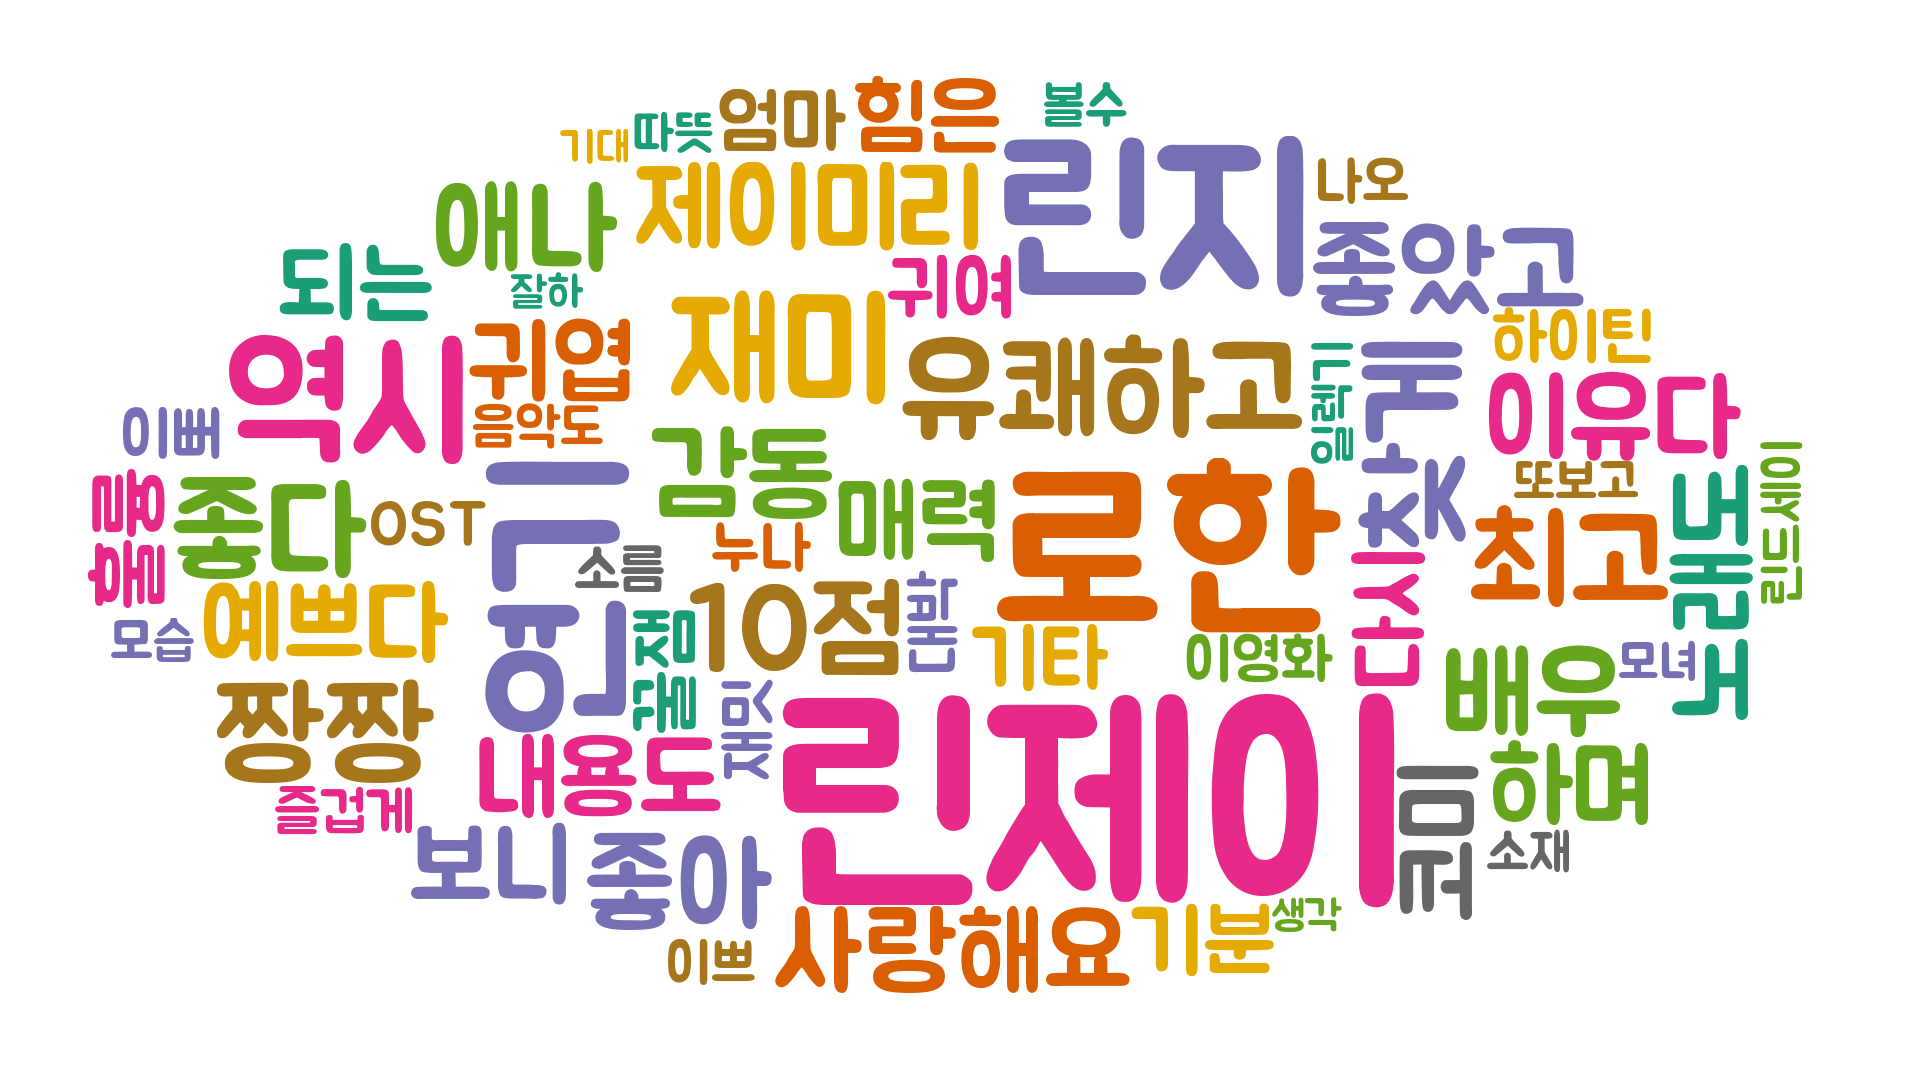 볼수
엄마
힘은
따뜻
기대
린지
나오
제이미리
애나
좋았고
되는
귀여
잘하
재미
하이틴
귀엽
역시
유쾌하고
이유다
음악도
이뻐
감동
또보고
로한
좋다
매력
OST
훌륭
최고
누나
소름
10점
예쁘다
꿀잼
기타
이영화
모습
배우
모녀
짱짱
린제이
내용도
하며
즐겁게
보니
좋아
소재
사랑해요
기분
생각
이쁘